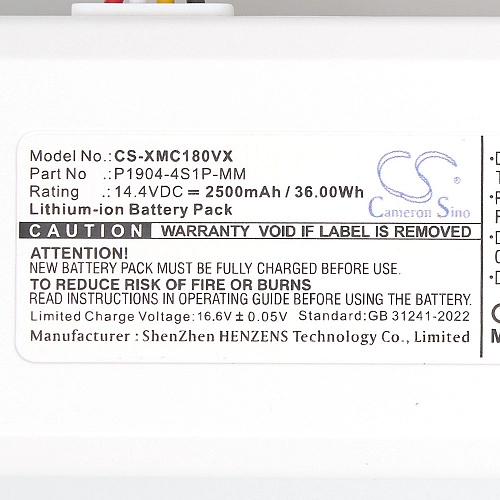 Model No.: CS-XMC180VX
Part No .: P1904-4S1P-MM
Rating .: 14.4VDC ⎓ 2500mAh / 36.00Wh
Lithium-ion Battery Pack
CS
Cameron Sino
CAUTION WARRANTY VOID IF LABEL IS REMOVED
ATTENTION!
NEW BATTERY PACK MUST BE FULLY CHARGED BEFORE USE.
TO REDUCE RISK OF FIRE OR BURNS
READ INSTRUCTIONS IN OPERATING GUIDE BEFORE USING THE BATTERY.
Limited Charge Voltage: 16.6V ± 0.05V Standard: GB 31241-2022
Manufacturer : ShenZhen HENZENS Technology Co., Limited